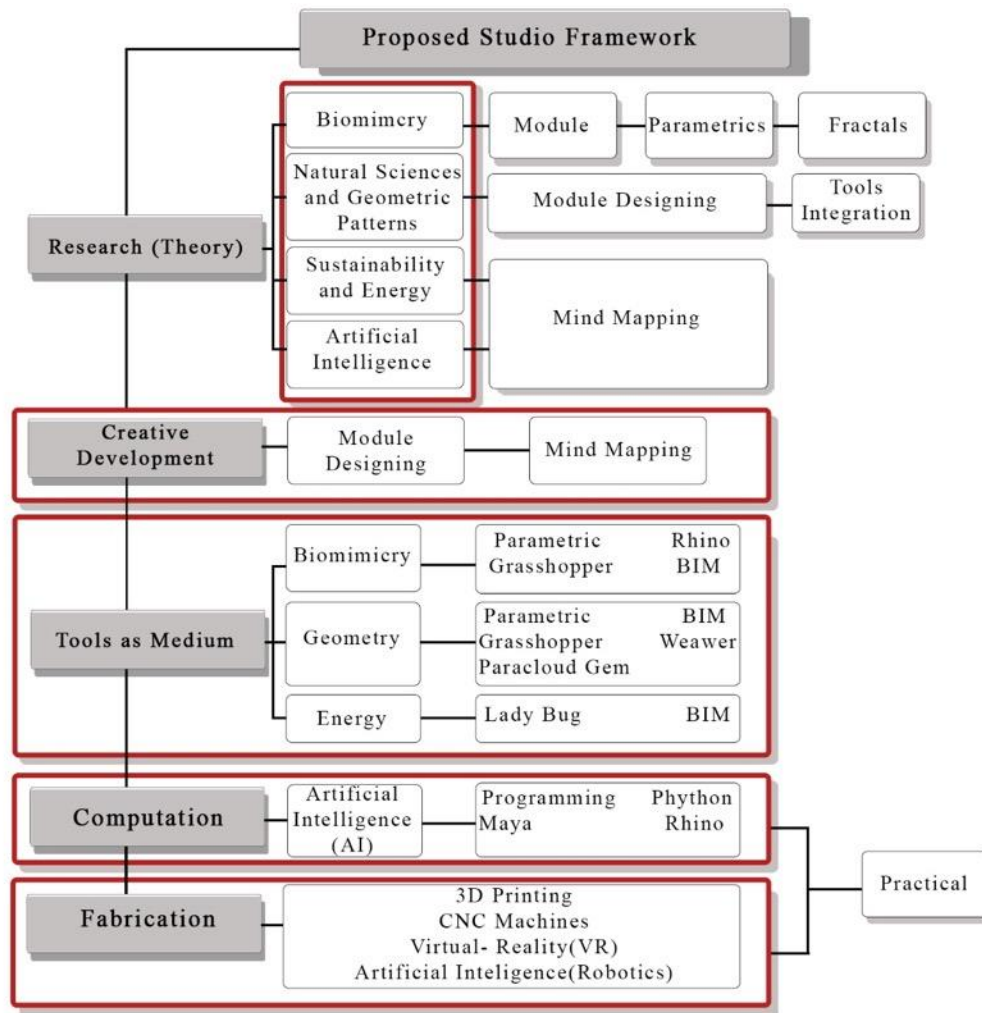 Proposed Studio Framework
Biomimcry
Module
Parametrics
Fractals
Natural Sciences
and Geometric
Patterns
Module Designing
Tools
Integration
Research (Theory)
Sustainability
and Energy
Mind Mapping
Artificial
Intelligence
Creative
Development
Module
Designing
Mind Mapping
Tools as Medium
Biomimicry
Parametric Rhino
Grasshopper BIM
Geometry
Parametric BIM
Grasshopper Weawer
Paracloud Gem
Energy
Lady Bug BIM
Computation
Artificial
Intelligence
(AI)
Programming Phython
Maya Rhino
Practical
Fabrication
3D Printing
CNC Machines
Virtual- Reality(VR)
Artificial Inteligence(Robotics)